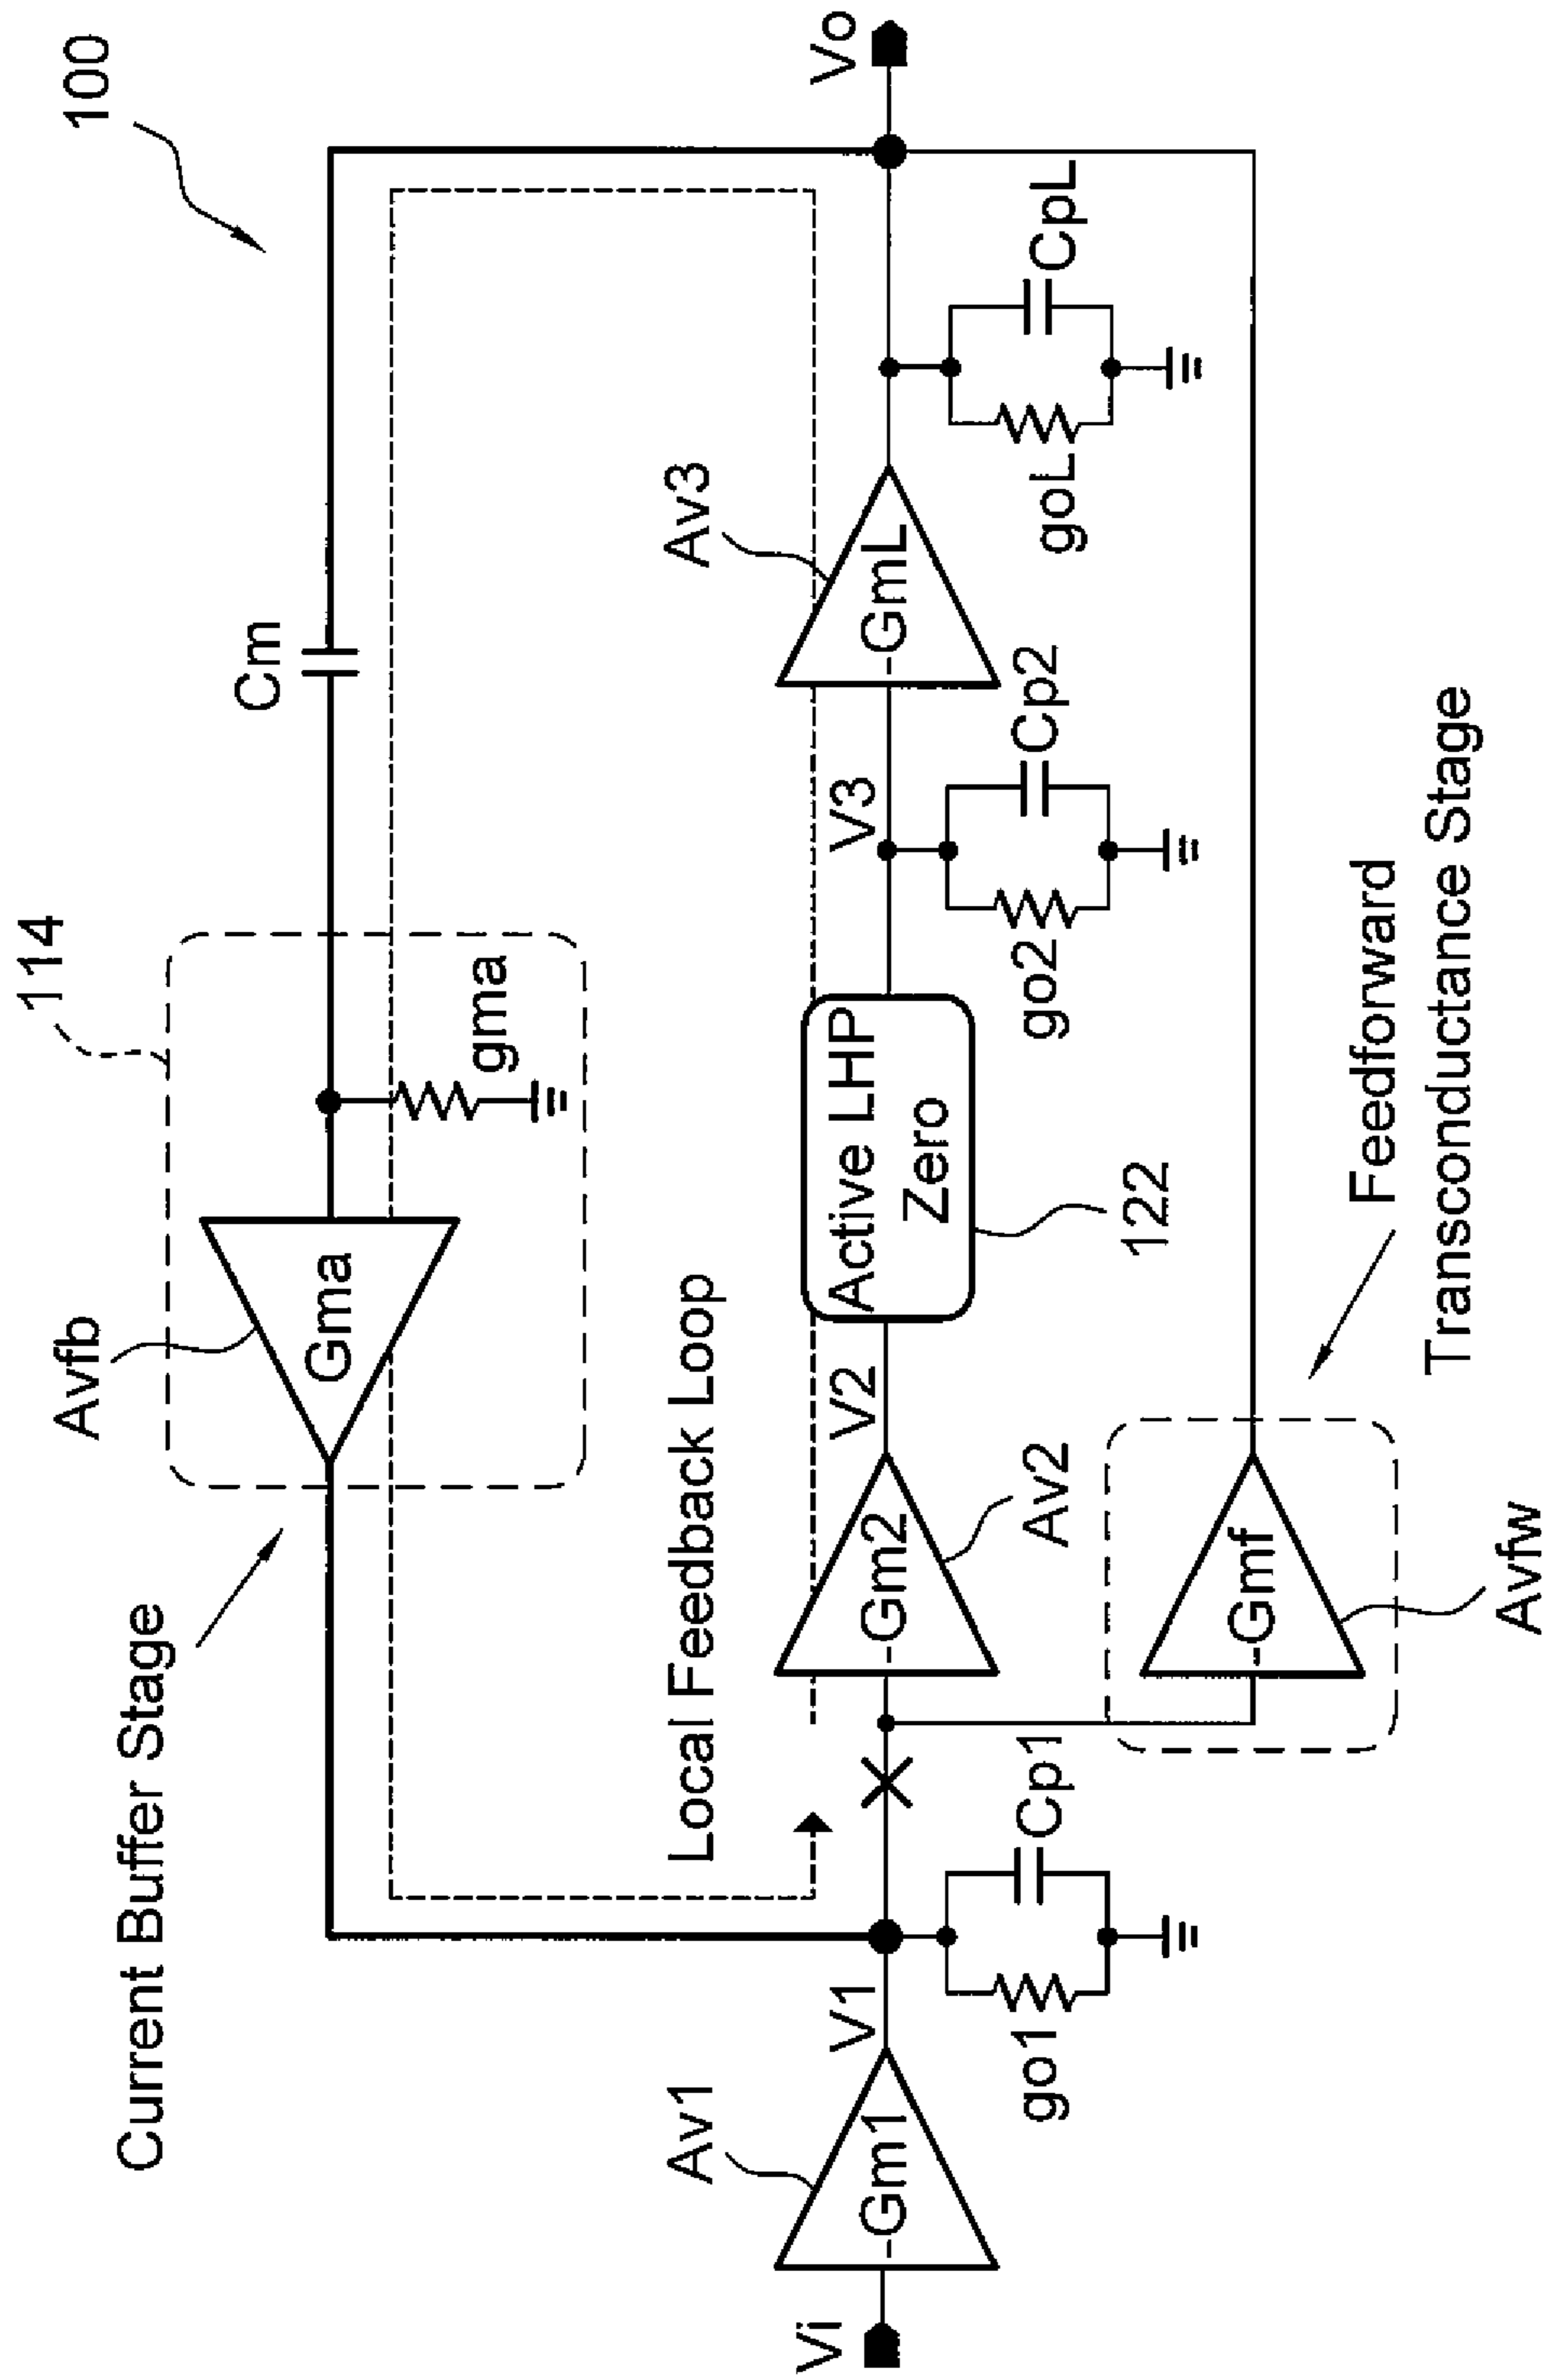 100
114
Cm
Avfb
Gma
gma
Current Buffer Stage
Local Feedback Loop
Av1
Av3
Vi
-Gm1
V1
-Gm2
V2
Active LHP
Zero
V3
-GmL
Vo
go1
Cp1
Av2
122
go2
Cp2
goL
CpL
-Gmf
Avfw
Feedforward
Transconductance Stage